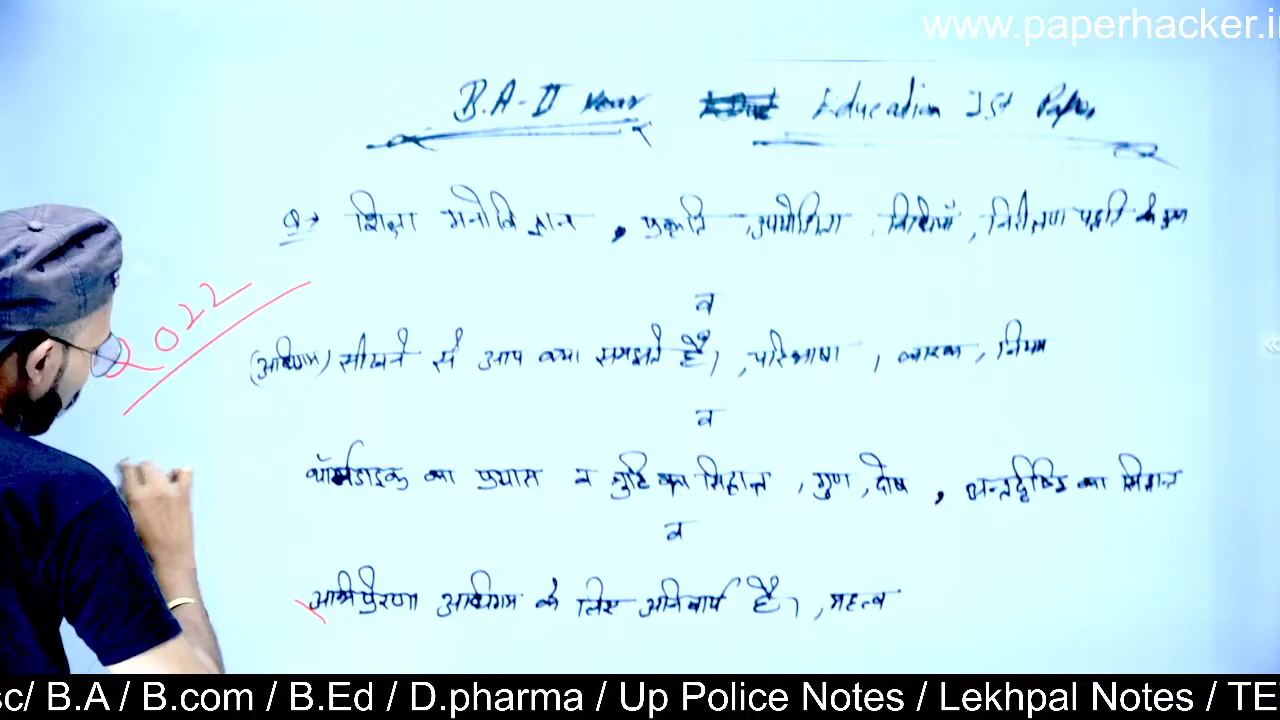 www.paperhacker.i
B.A-II Year Education Ist Paper
Q→ शिक्षा मनोविज्ञान , प्रकृति , उपयोगिता , विधियाँ , निरीक्षण पद्दति के गुण
2022
व
(अधिगम) सीखने से आप क्या समझते हैं। , परिभाषा , कारक , नियम
व
थॉर्नडाइक का प्रयास व त्रुटि का सिद्दान्त , गुण , दोष , अन्तर्दृष्टि का सिद्दान्त
व
अभिप्रेरणा अधिगम के लिए अनिवार्य है। , महत्व
sc/ B.A / B.com / B.Ed / D.pharma / Up Police Notes / Lekhpal Notes / TE